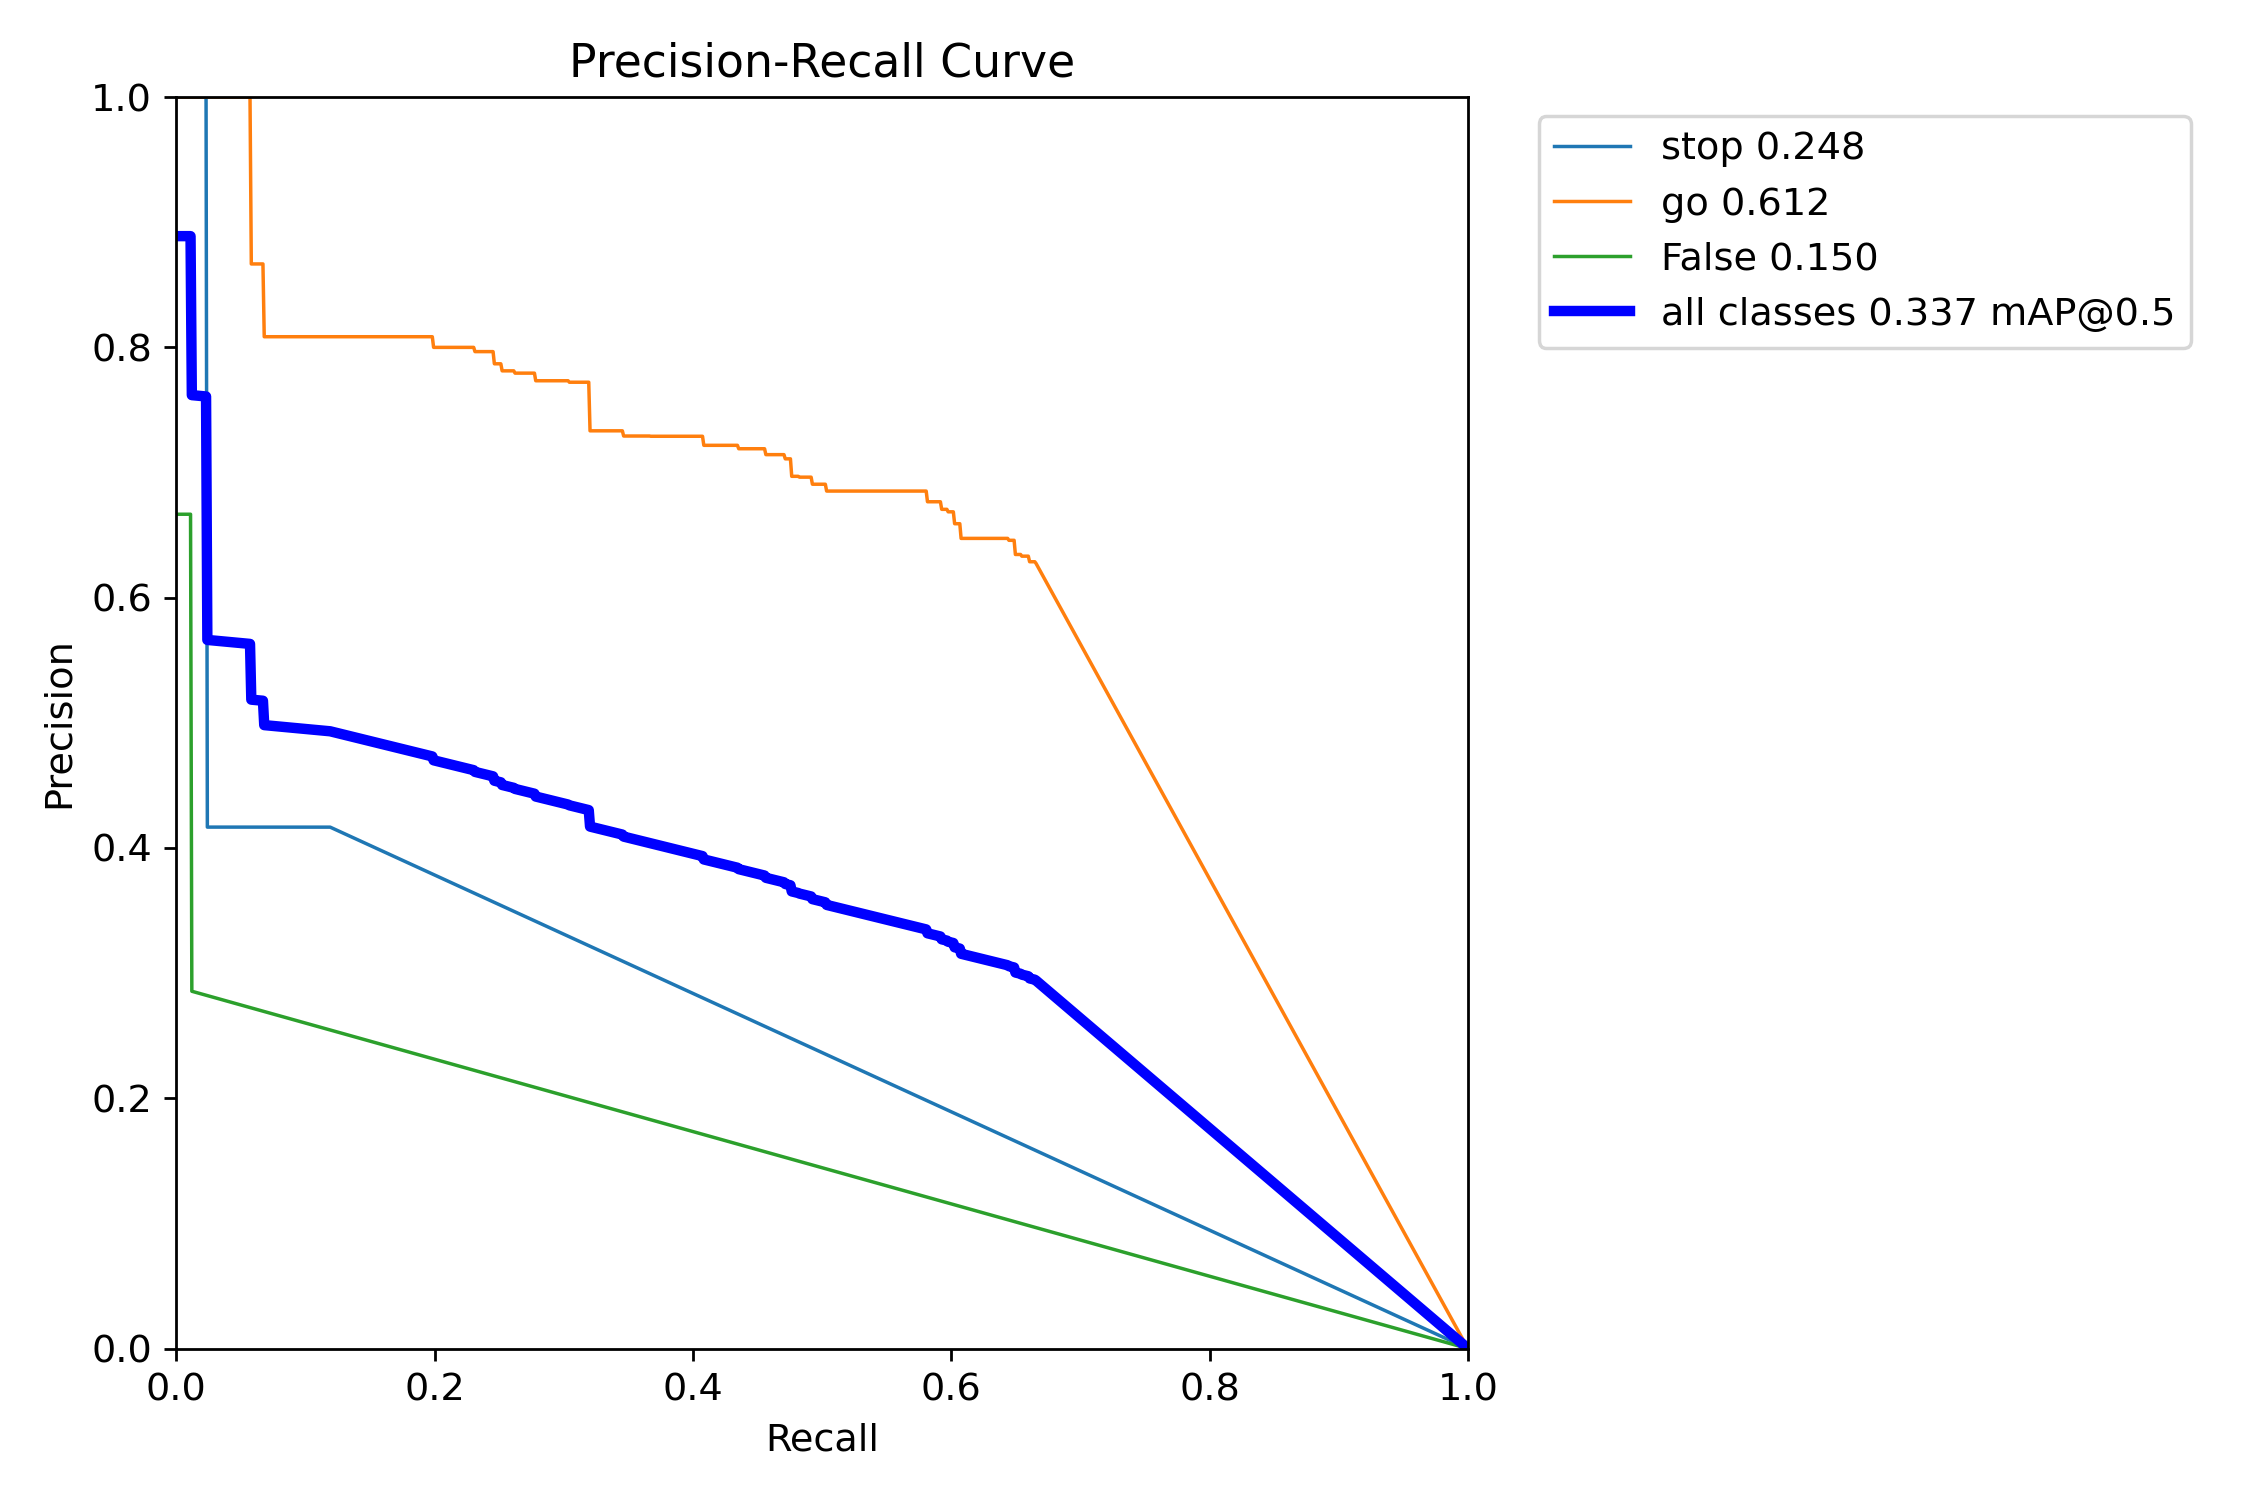 Precision-Recall Curve
1.0
0.8
0.6
0.4
0.2
0.0
Precision
0.0 0.2 0.4 0.6 0.8 1.0
Recall
stop 0.248
go 0.612
False 0.150
all classes 0.337 mAP@0.5